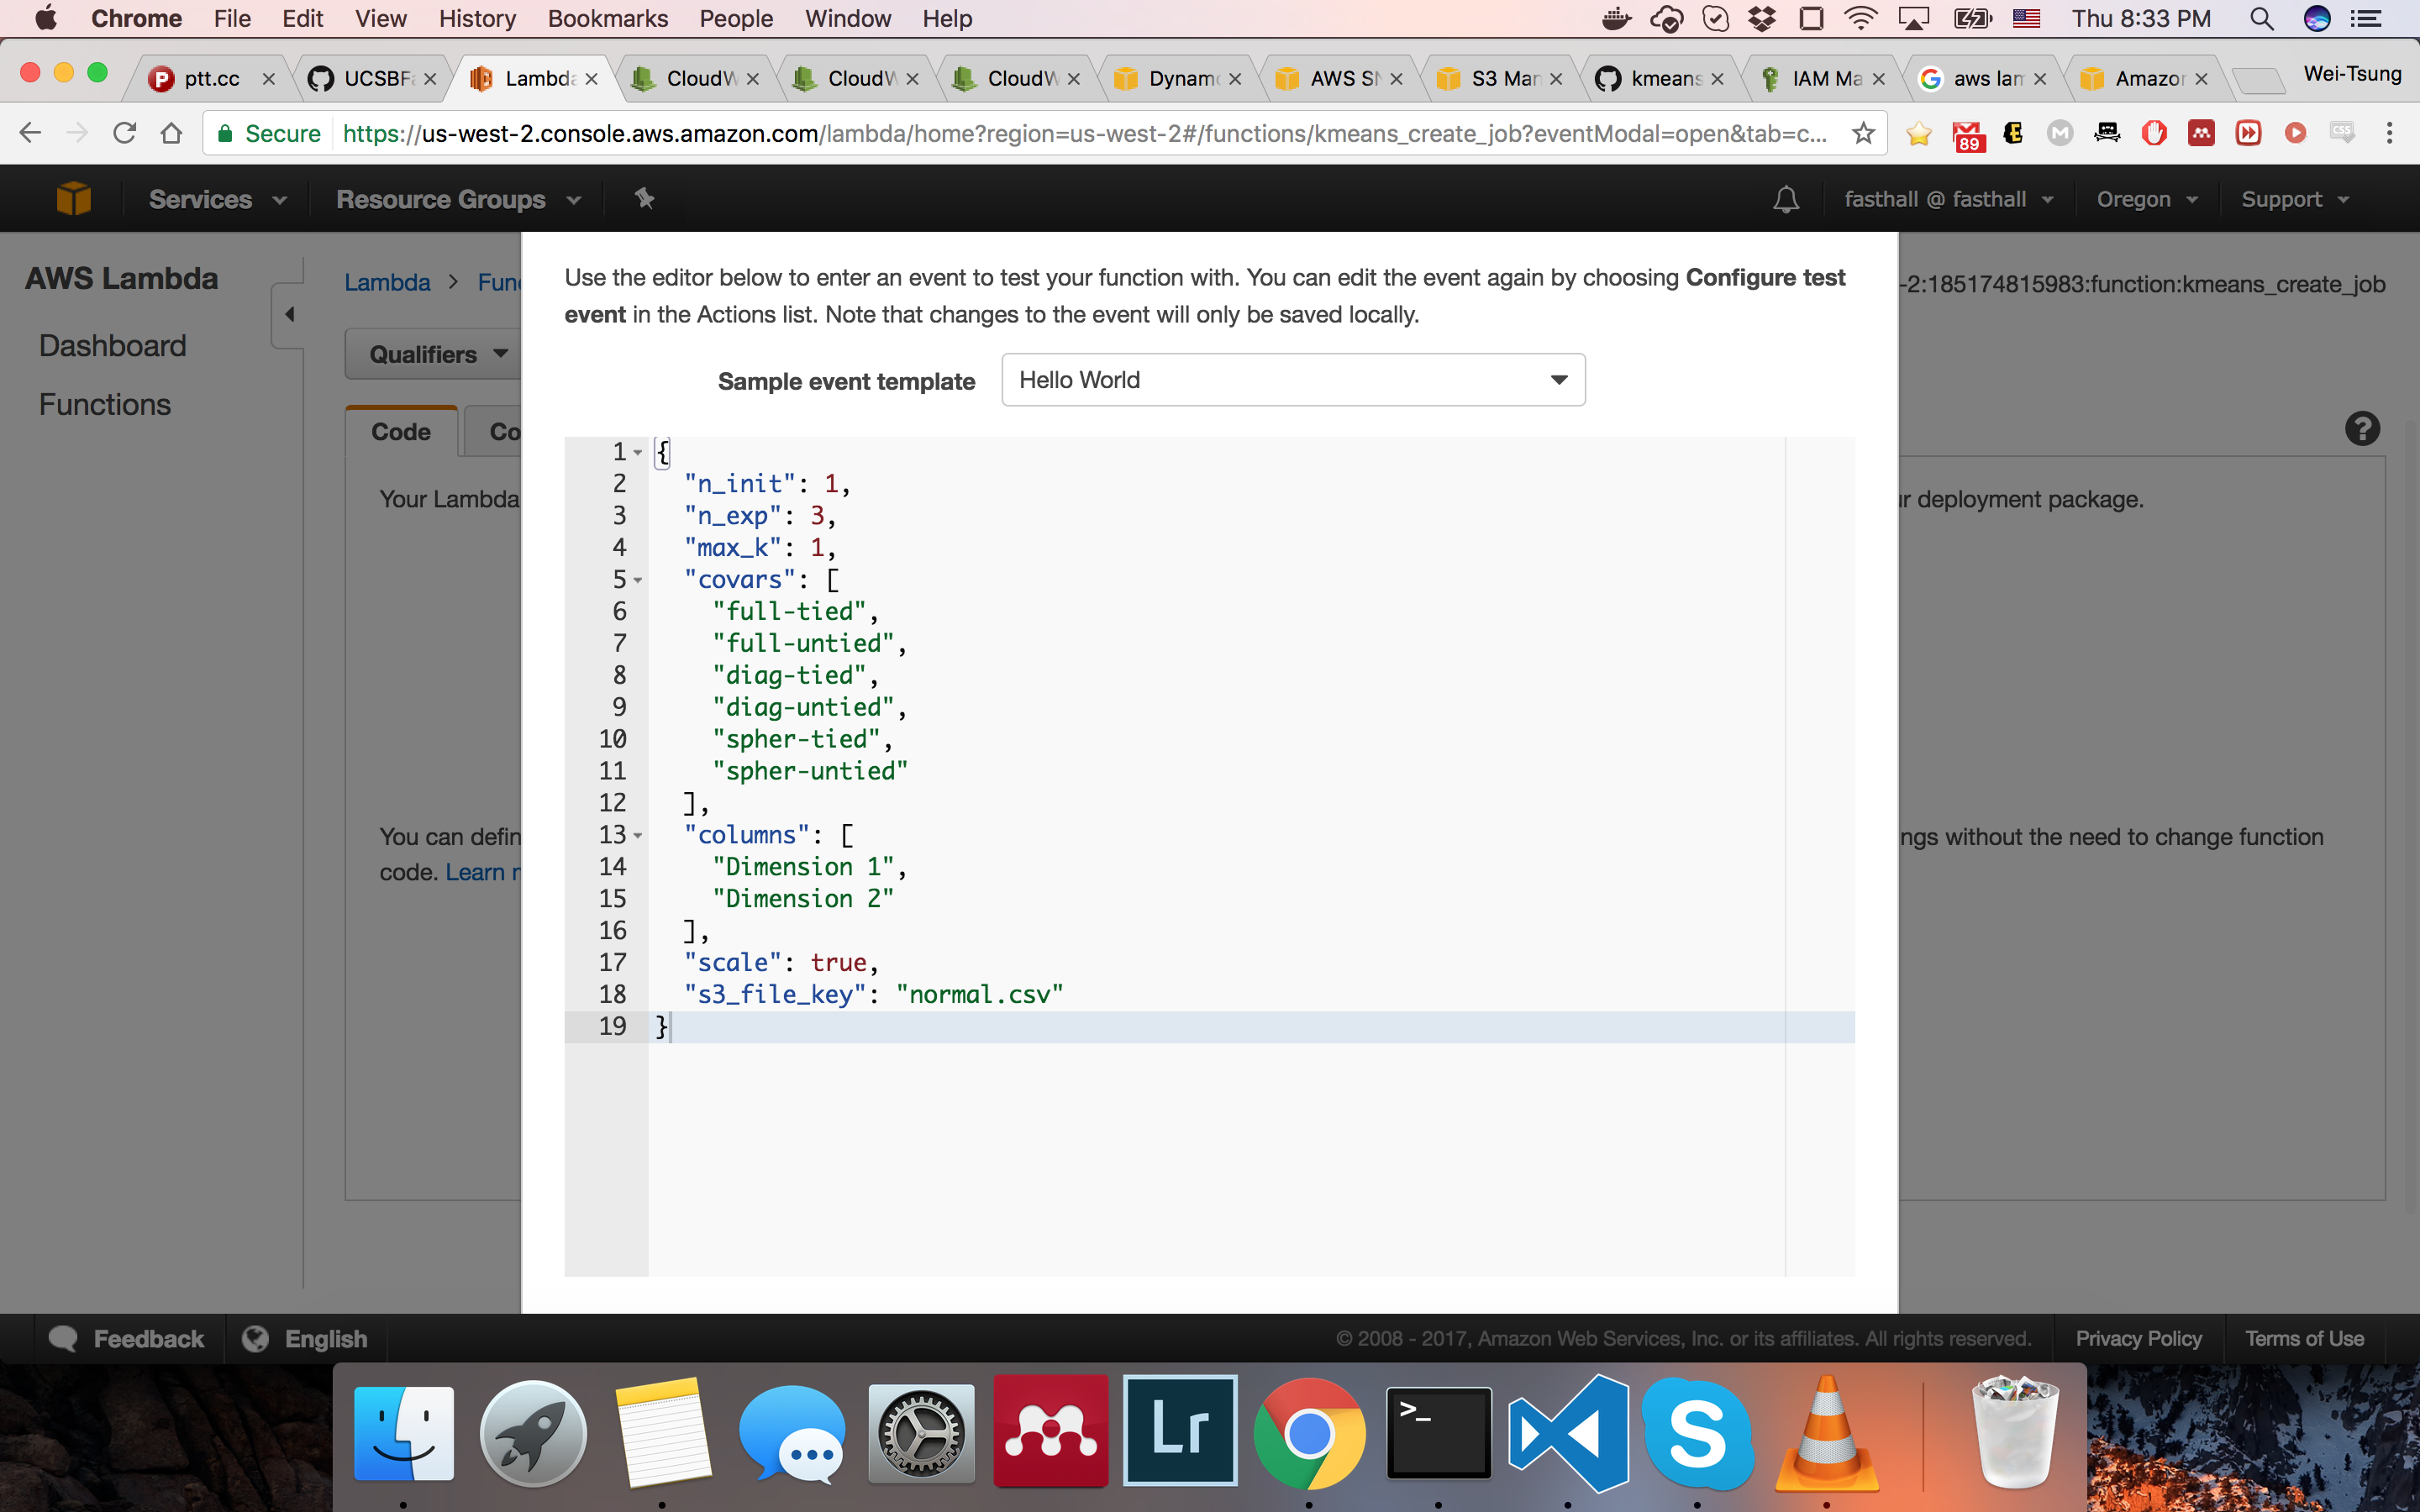 Chrome File Edit View History Bookmarks People Window Help Thu 8:33 PM
ptt.cc UCSBFa Lambda CloudW CloudW CloudW Dynamo AWS SN S3 Man kmeans IAM Ma aws lam Amazon Wei-Tsung
Secure https://us-west-2.console.aws.amazon.com/lambda/home?region=us-west-2#/functions/kmeans_create_job?eventModal=open&tab=c... 89
Services Resource Groups fasthall @ fasthall Oregon Support
AWS Lambda
Dashboard
Functions
Lambda > Fun
-2:185174815983:function:kmeans_create_job
Qualifiers
Code Co
Your Lambda
r deployment package.
You can defin
ngs without the need to change function
code. Learn
Use the editor below to enter an event to test your function with. You can edit the event again by choosing Configure test
event in the Actions list. Note that changes to the event will only be saved locally.
Sample event template Hello World
1 {
2 "n_init": 1,
3 "n_exp": 3,
4 "max_k": 1,
5 "covars": [
6 "full-tied",
7 "full-untied",
8 "diag-tied",
9 "diag-untied",
10 "spher-tied",
11 "spher-untied"
12 ],
13 "columns": [
14 "Dimension 1",
15 "Dimension 2"
16 ],
17 "scale": true,
18 "s3_file_key": "normal.csv"
19 }
Feedback English © 2008 - 2017, Amazon Web Services, Inc. or its affiliates. All rights reserved. Privacy Policy Terms of Use
Lr >_ S